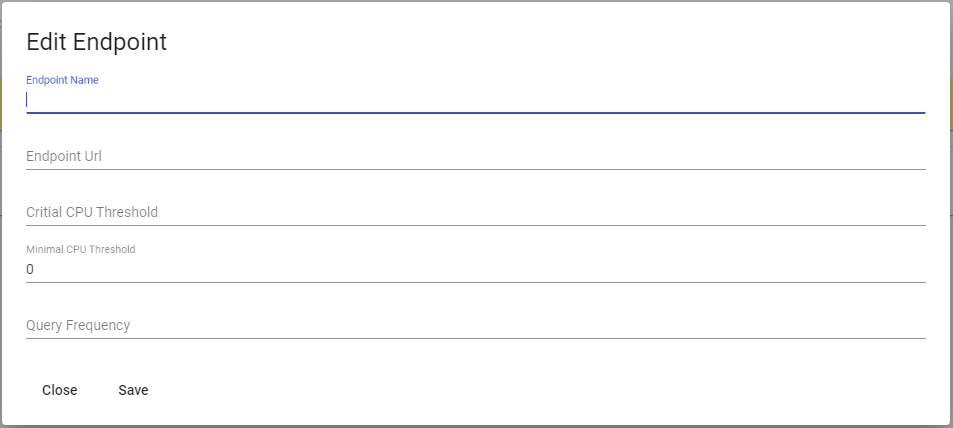 Edit Endpoint
Endpoint Name
Endpoint Url
Critial CPU Threshold
Minimal CPU Threshold
0
Query Frequency
Close Save